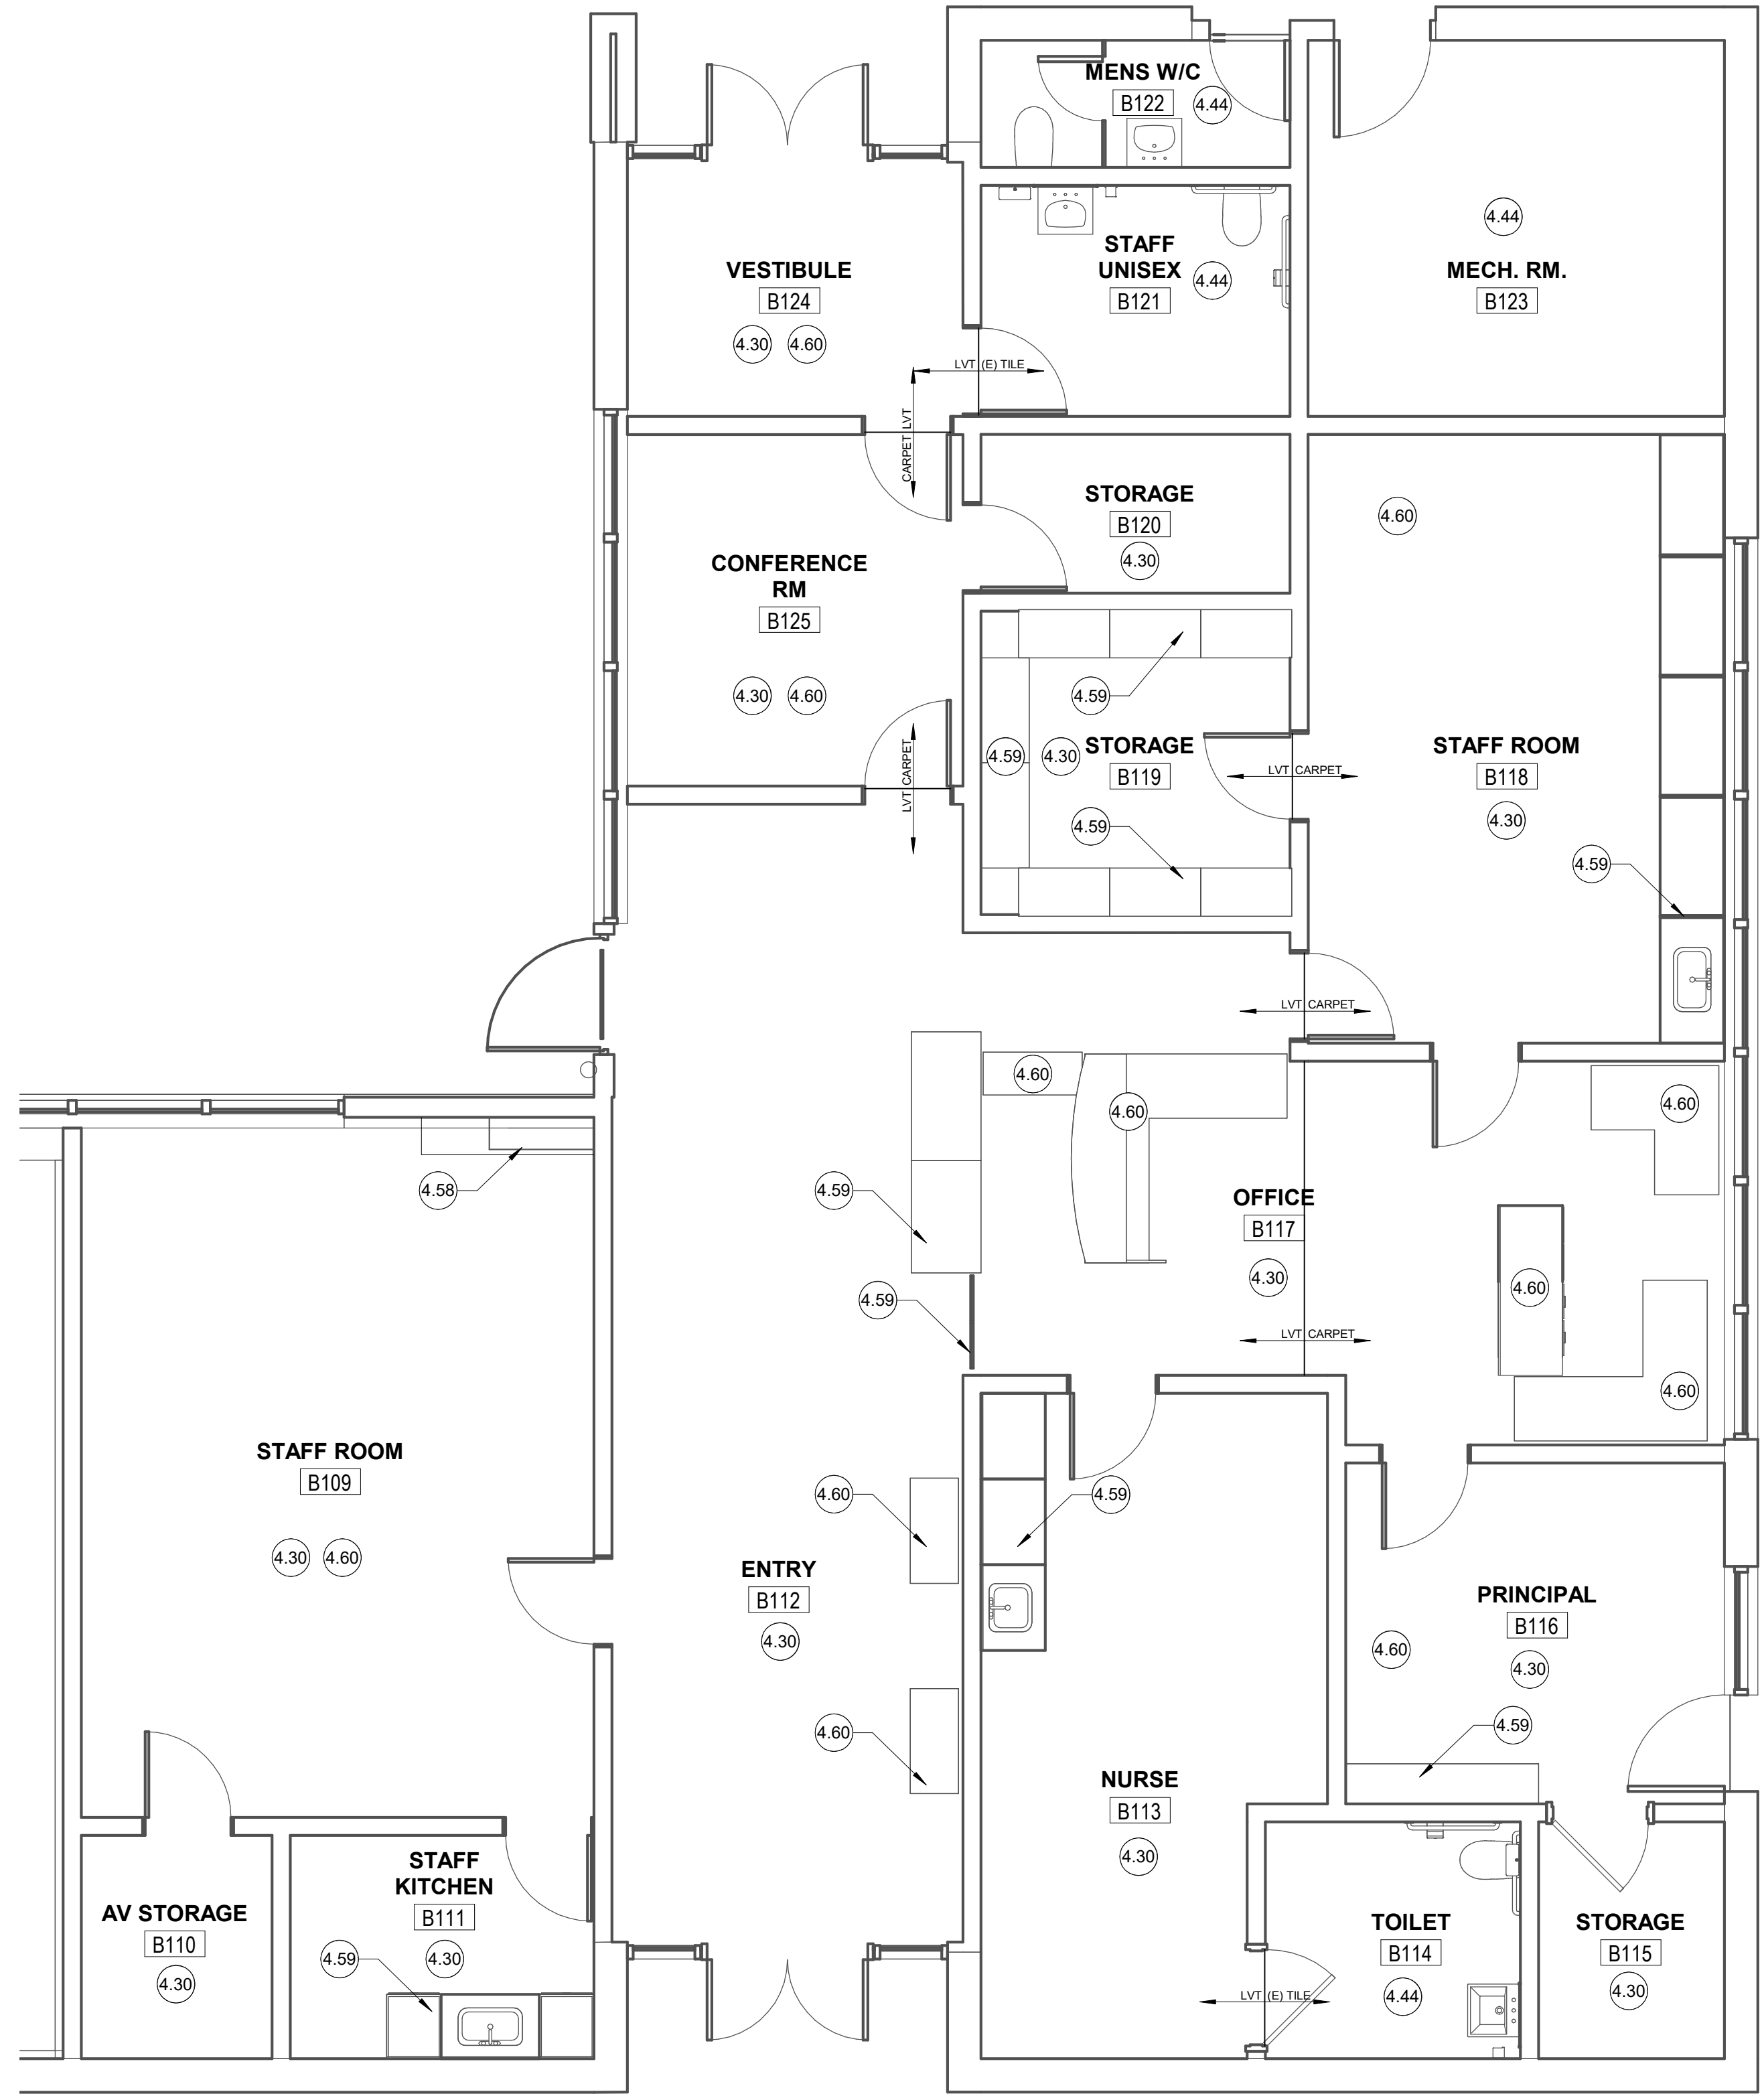 MENS W/C
B122
4.44
4.44
STAFF
UNISEX
4.44
B121
MECH. RM.
B123
VESTIBULE
B124
4.30 4.60
LVT (E) TILE
CARPET LVT
STORAGE
B120
4.30
4.60
CONFERENCE
RM
B125
4.30 4.60
4.59
4.59
4.30
STORAGE
B119
4.59
LVT CARPET
LVT CARPET
STAFF ROOM
B118
4.30
4.59
LVT CARPET
4.60
4.60
4.60
4.58
4.59
OFFICE
B117
4.30
4.59
4.60
LVT CARPET
4.60
STAFF ROOM
B109
4.30 4.60
4.60
4.59
ENTRY
B112
4.30
PRINCIPAL
B116
4.60
4.30
4.60
4.59
NURSE
B113
4.30
STAFF
KITCHEN
B111
4.30
4.59
AV STORAGE
B110
4.30
TOILET
B114
4.44
LVT (E) TILE
STORAGE
B115
4.30